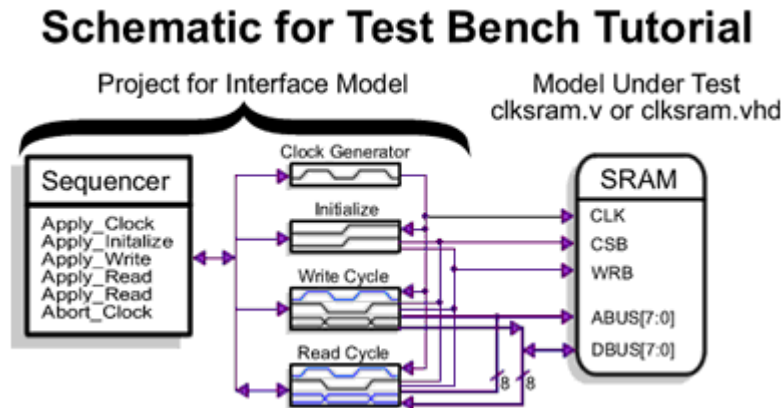 Schematic for Test Bench Tutorial
Project for Interface Model
Model Under Test
clksram.v or clksram.vhd
Sequencer
Apply_Clock
Apply_Initalize
Apply_Write
Apply_Read
Apply_Read
Abort_Clock
Clock Generator
Initialize
Write Cycle
Read Cycle
8
8
SRAM
CLK
CSB
WRB
ABUS[7:0]
DBUS[7:0]